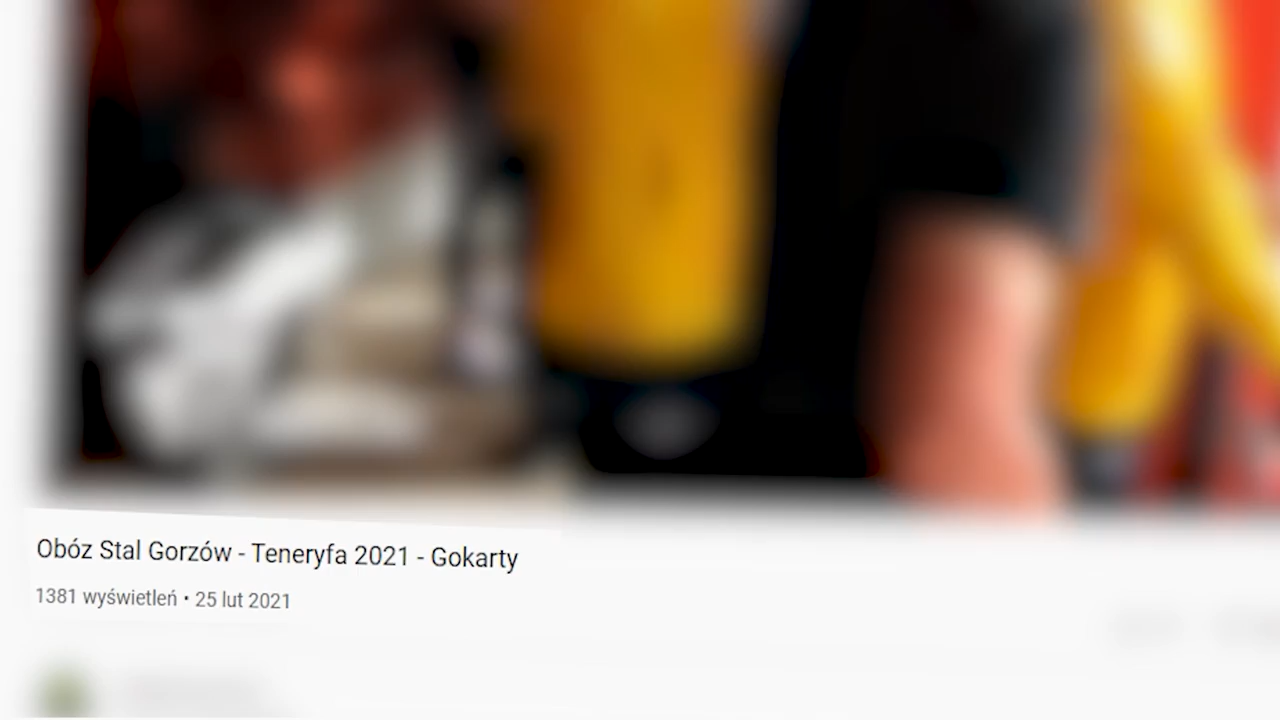 Obóz Stal Gorzów - Teneryfa 2021 - Gokarty
1381 wyświetleń • 25 lut 2021